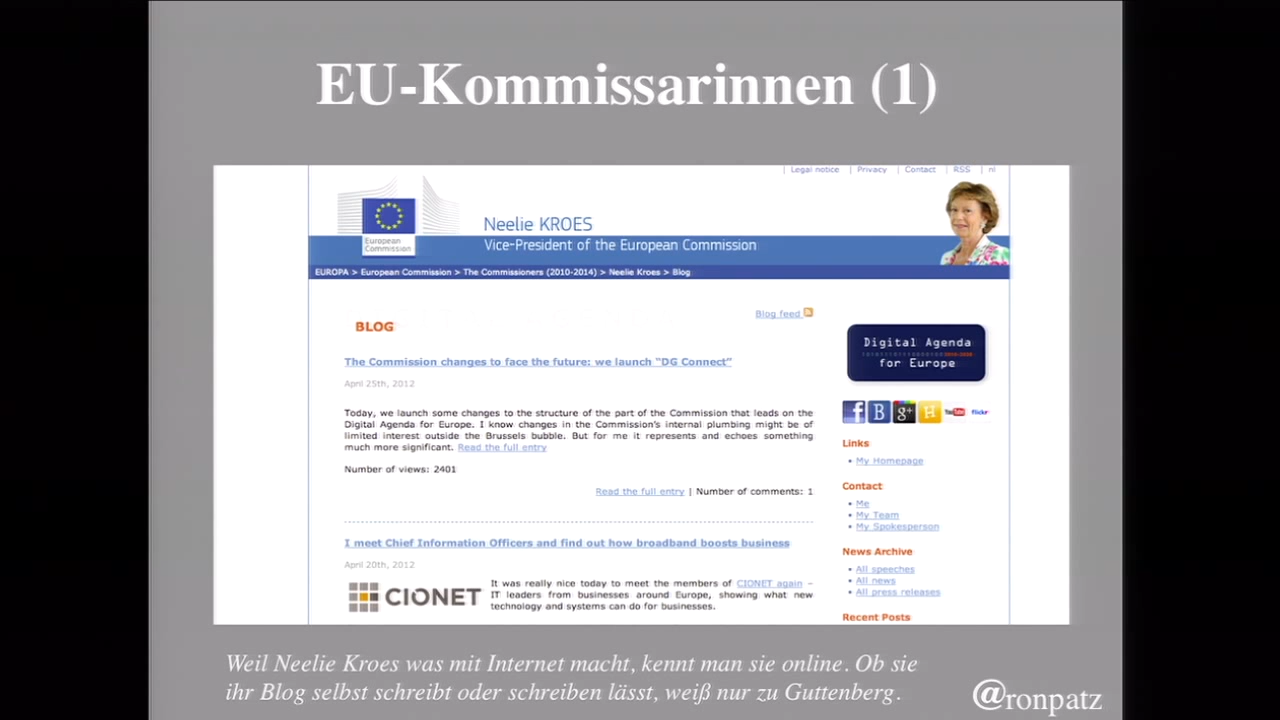 EU-Kommissarinnen (1)
| Legal notice | Privacy | Contact | RSS | nl
European
Commission
Neelie KROES
Vice-President of the European Commission
EUROPA > European Commission > The Commissioners (2010-2014) > Neelie Kroes > Blog
Blog feed
BLOG
The Commission changes to face the future: we launch "DG Connect"
April 25th, 2012
Today, we launch some changes to the structure of the part of the Commission that leads on the
Digital Agenda for Europe. I know changes in the Commission's internal plumbing might be of
limited interest outside the Brussels bubble. But for me it represents and echoes something
much more significant. Read the full entry
Number of views: 2401
Read the full entry | Number of comments: 1
I meet Chief Information Officers and find out how broadband boosts business
April 20th, 2012
CIONET
It was really nice today to meet the members of CIONET again –
IT leaders from businesses around Europe, showing what new
technology and systems can do for businesses.
Digital Agenda
for Europe
f B g+ H YouTube flickr
Links
• My Homepage
Contact
• Me
• My Team
• My Spokesperson
News Archive
• All speeches
• All news
• All press releases
Recent Posts
Weil Neelie Kroes was mit Internet macht, kennt man sie online. Ob sie
ihr Blog selbst schreibt oder schreiben lässt, weiß nur zu Guttenberg.
@ronpatz